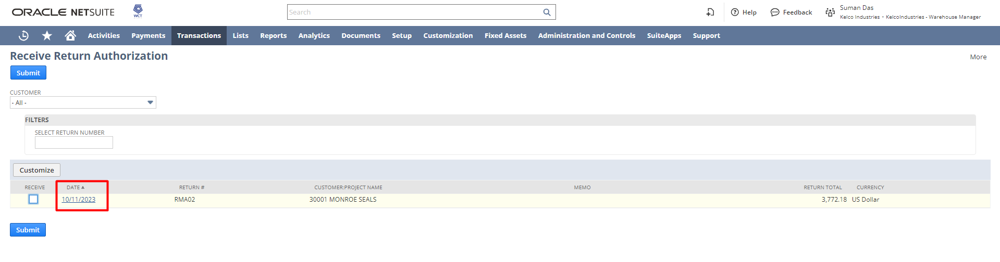 ORACLE NETSUITE
WCT
Search
Help
Feedback
Suman Das
Kelco Industries - KelcoIndustries - Warehouse Manager
Activities Payments Transactions Lists Reports Analytics Documents Setup Customization Fixed Assets Administration and Controls SuiteApps Support
Receive Return Authorization
More
Submit
CUSTOMER
- All -
FILTERS
SELECT RETURN NUMBER
Customize
RECEIVE DATE RETURN # CUSTOMER:PROJECT NAME MEMO RETURN TOTAL CURRENCY
10/11/2023 RMA02 30001 MONROE SEALS 3,772.18 US Dollar
Submit